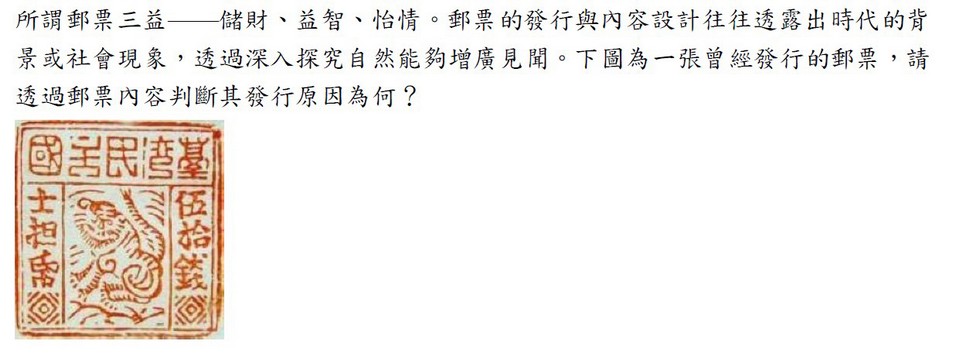 所謂郵票三益——儲財、益智、怡情。郵票的發行與內容設計往往透露出時代的背
景或社會現象，透過深入探究自然能夠增廣見聞。下圖為一張曾經發行的郵票，請
透過郵票內容判斷其發行原因為何？
臺灣民主國
伍拾錢
士担帋